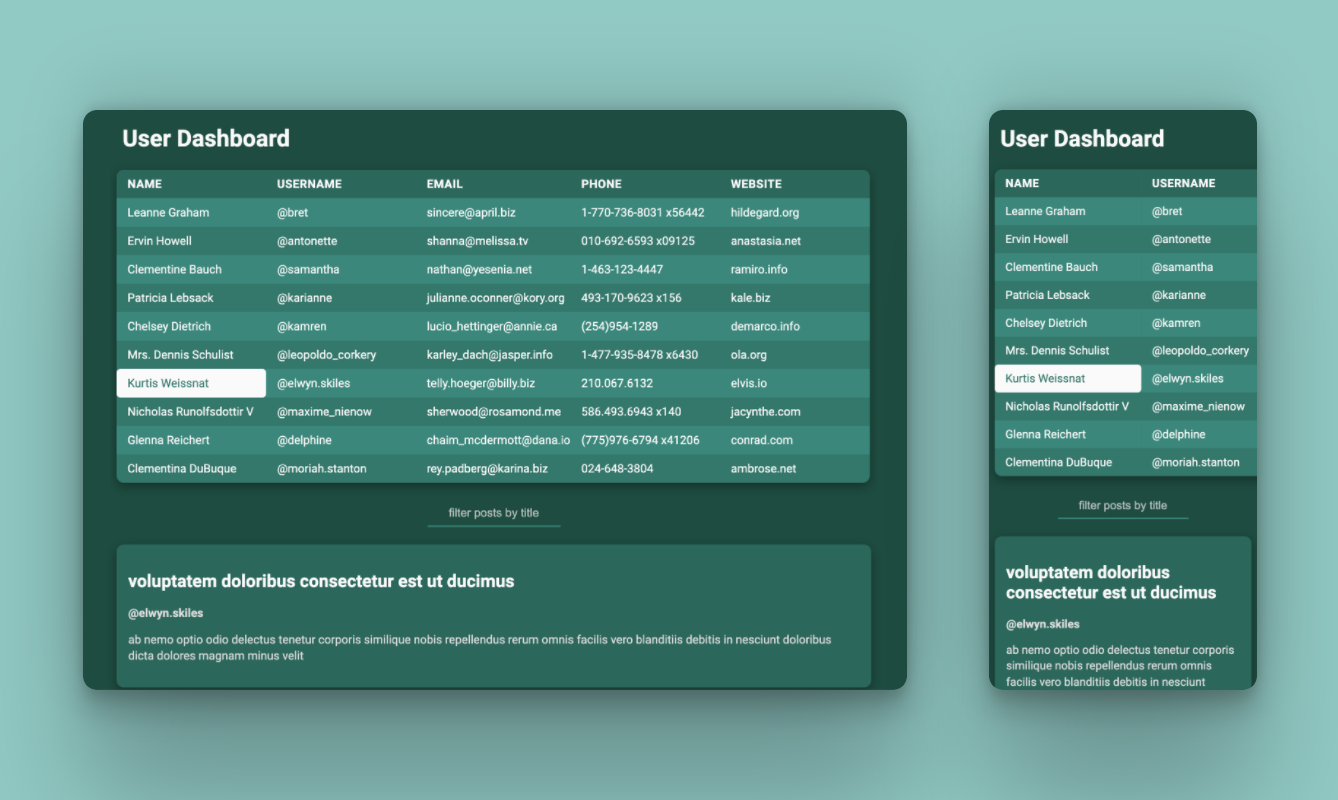 User Dashboard
NAME USERNAME EMAIL PHONE WEBSITE
Leanne Graham @bret sincere@april.biz 1-770-736-8031 x56442 hildegard.org
Ervin Howell @antonette shanna@melissa.tv 010-692-6593 x09125 anastasia.net
Clementine Bauch @samantha nathan@yesenia.net 1-463-123-4447 ramiro.info
Patricia Lebsack @karianne julianne.oconner@kory.org 493-170-9623 x156 kale.biz
Chelsey Dietrich @kamren lucio_hettinger@annie.ca (254)954-1289 demarco.info
Mrs. Dennis Schulist @leopoldo_corkery karley_dach@jasper.info 1-477-935-8478 x6430 ola.org
Kurtis Weissnat @elwyn.skiles telly.hoeger@billy.biz 210.067.6132 elvis.io
Nicholas Runolfsdottir V @maxime_nienow sherwood@rosamond.me 586.493.6943 x140 jacynthe.com
Glenna Reichert @delphine chaim_mcdermott@dana.io (775)976-6794 x41206 conrad.com
Clementina DuBuque @moriah.stanton rey.padberg@karina.biz 024-648-3804 ambrose.net
filter posts by title
voluptatem doloribus consectetur est ut ducimus
@elwyn.skiles
ab nemo optio odio delectus tenetur corporis similique nobis repellendus rerum omnis facilis vero blanditiis debitis in nesciunt doloribus
dicta dolores magnam minus velit
User Dashboard
NAME USERNAME
Leanne Graham @bret
Ervin Howell @antonette
Clementine Bauch @samantha
Patricia Lebsack @karianne
Chelsey Dietrich @kamren
Mrs. Dennis Schulist @leopoldo_corkery
Kurtis Weissnat @elwyn.skiles
Nicholas Runolfsdottir V @maxime_nienow
Glenna Reichert @delphine
Clementina DuBuque @moriah.stanton
filter posts by title
voluptatem doloribus
consectetur est ut ducimus
@elwyn.skiles
ab nemo optio odio delectus tenetur corporis
similique nobis repellendus rerum omnis
facilis vero blanditiis debitis in nesciunt